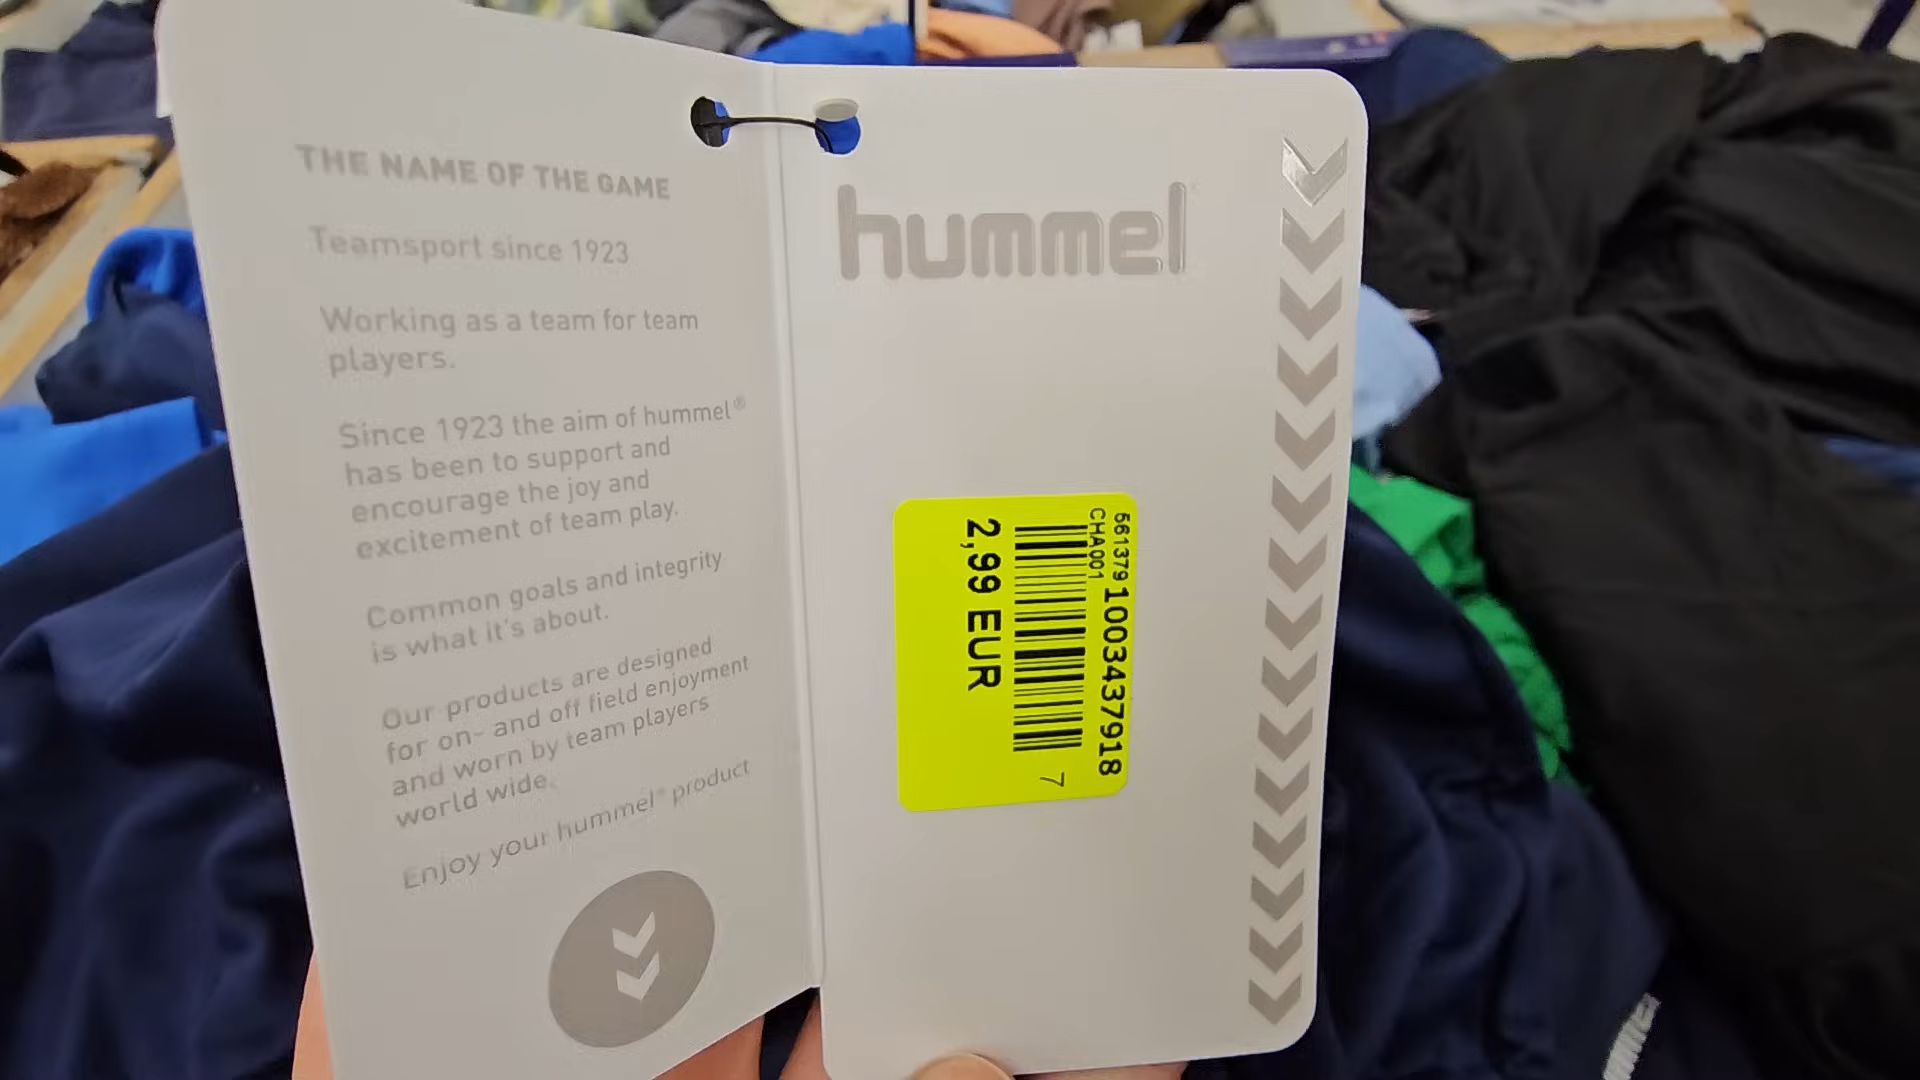 THE NAME OF THE GAME
Teamsport since 1923
Working as a team for team
players.
Since 1923 the aim of hummel®
has been to support and
encourage the joy and
excitement of team play.
Common goals and integrity
is what it's about.
Our products are designed
for on- and off field enjoyment
and worn by team players
world wide.
Enjoy your hummel® product
hummel
561379 1003437918
CHA001
7
2,99 EUR